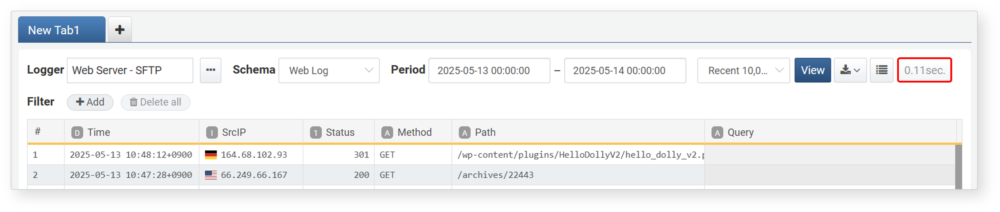 New Tab1
Logger Web Server - SFTP ... Schema Web Log Period 2025-05-13 00:00:00 – 2025-05-14 00:00:00 Recent 10,0... View 0.11sec.
Filter + Add Delete all
# D Time I SrcIP 1 Status A Method A Path A Query
1 2025-05-13 10:48:12+0900 164.68.102.93 301 GET /wp-content/plugins/HelloDollyV2/hello_dolly_v2.p
2 2025-05-13 10:47:28+0900 66.249.66.167 200 GET /archives/22443